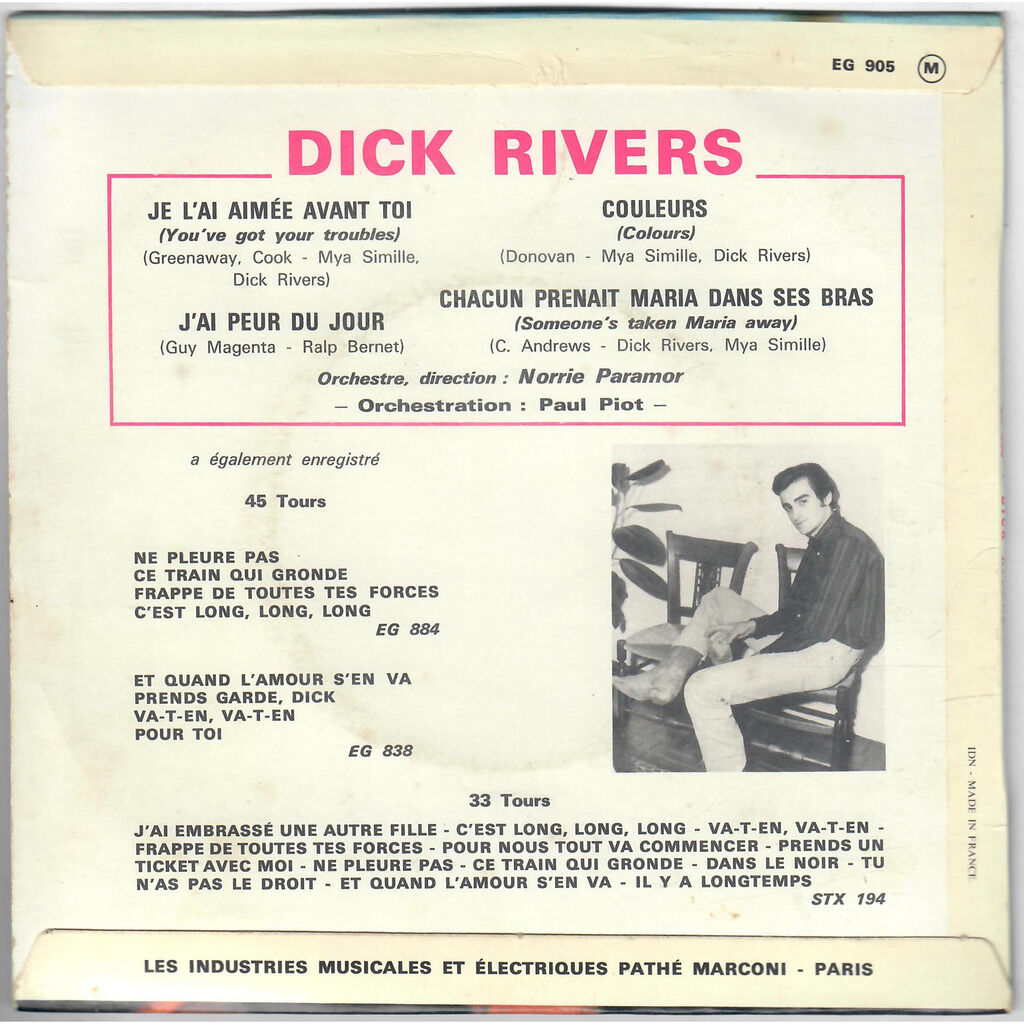 EG 905 M
DICK RIVERS
JE L'AI AIMÉE AVANT TOI
(You've got your troubles)
(Greenaway, Cook - Mya Simille,
Dick Rivers)
J'AI PEUR DU JOUR
(Guy Magenta - Ralp Bernet)
COULEURS
(Colours)
(Donovan - Mya Simille, Dick Rivers)
CHACUN PRENAIT MARIA DANS SES BRAS
(Someone's taken Maria away)
(C. Andrews - Dick Rivers, Mya Simille)
Orchestre, direction : Norrie Paramor
– Orchestration : Paul Piot –
a également enregistré
45 Tours
NE PLEURE PAS
CE TRAIN QUI GRONDE
FRAPPE DE TOUTES TES FORCES
C'EST LONG, LONG, LONG
EG 884
ET QUAND L'AMOUR S'EN VA
PRENDS GARDE, DICK
VA-T-EN, VA-T-EN
POUR TOI
EG 838
33 Tours
J'AI EMBRASSÉ UNE AUTRE FILLE - C'EST LONG, LONG, LONG - VA-T-EN, VA-T-EN -
FRAPPE DE TOUTES TES FORCES - POUR NOUS TOUT VA COMMENCER - PRENDS UN
TICKET AVEC MOI - NE PLEURE PAS - CE TRAIN QUI GRONDE - DANS LE NOIR - TU
N'AS PAS LE DROIT - ET QUAND L'AMOUR S'EN VA - IL Y A LONGTEMPS
STX 194
IDN - MADE IN FRANCE.
LES INDUSTRIES MUSICALES ET ÉLECTRIQUES PATHÉ MARCONI - PARIS